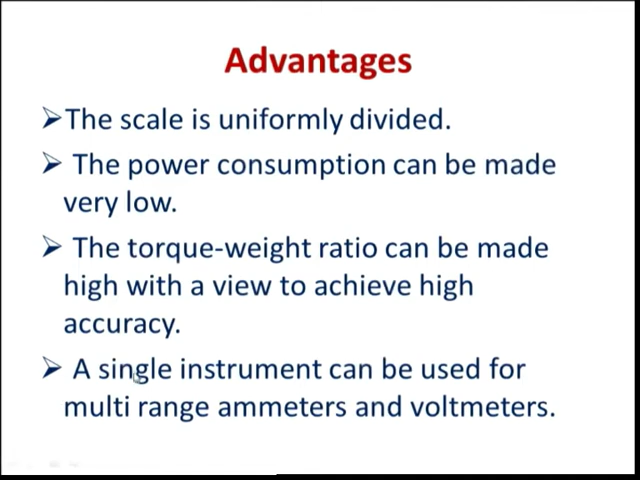 Advantages
➢The scale is uniformly divided.
➢ The power consumption can be made
very low.
➢ The torque-weight ratio can be made
high with a view to achieve high
accuracy.
➢ A single instrument can be used for
multi range ammeters and voltmeters.